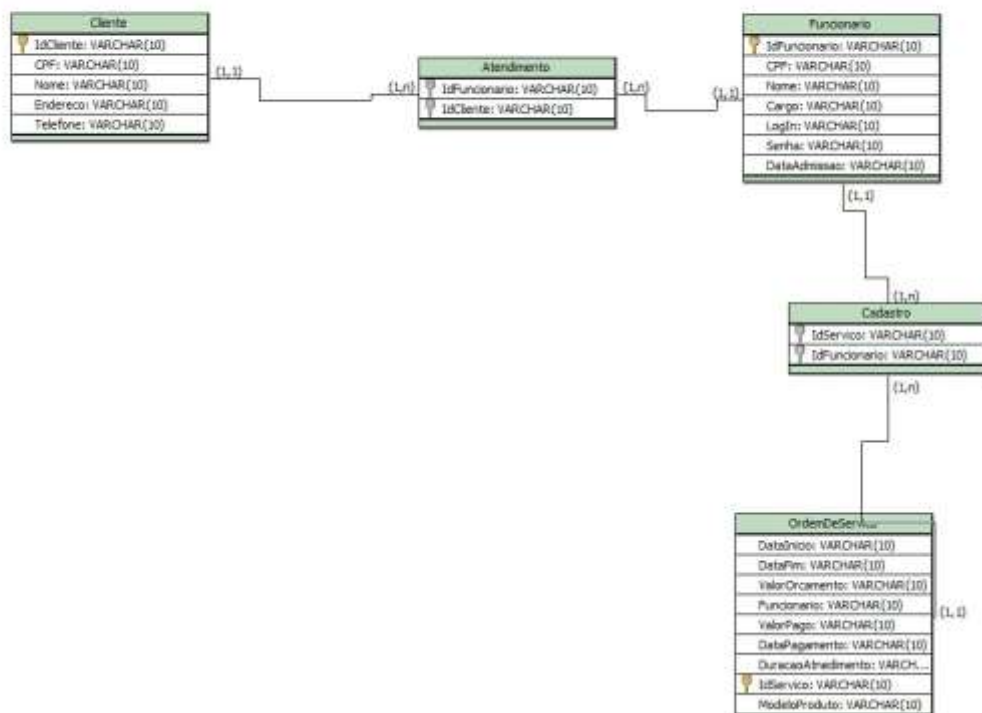 Cliente
IdCliente: VARCHAR(10)
CPF: VARCHAR(10)
Nome: VARCHAR(10)
Endereco: VARCHAR(10)
Telefone: VARCHAR(10)
(1,1)
(1,n)
Atendimento
IdFuncionario: VARCHAR(10)
IdCliente: VARCHAR(10)
(1,n)
(1,1)
Funcionario
IdFuncionario: VARCHAR(10)
CPF: VARCHAR(10)
Nome: VARCHAR(10)
Cargo: VARCHAR(10)
LogIn: VARCHAR(10)
Senha: VARCHAR(10)
DataAdmissao: VARCHAR(10)
(1,1)
(1,n)
Cadastro
IdServico: VARCHAR(10)
IdFuncionario: VARCHAR(10)
(1,n)
OrdemDeServico
DataInicio: VARCHAR(10)
DataFim: VARCHAR(10)
ValorOrcamento: VARCHAR(10)
Funcionario: VARCHAR(10)
ValorPago: VARCHAR(10)
(1,1)
DataPagamento: VARCHAR(10)
DuracaoAtnedimento: VARCH...
IdServico: VARCHAR(10)
ModeloProduto: VARCHAR(10)